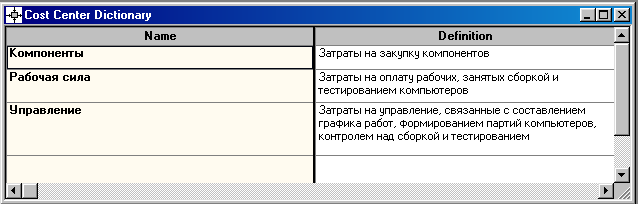 Cost Center Dictionary
Name Definition
Компоненты Затраты на закупку компонентов
Рабочая сила Затраты на оплату рабочих, занятых сборкой и
тестированием компьютеров
Управление Затраты на управление, связанные с составлением
графика работ, формированием партий компьютеров,
контролем над сборкой и тестированием